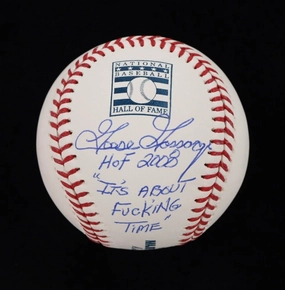 NATIONAL
BASEBALL
HALL OF FAME
Goose Gossage
HOF 2008
"IT'S ABOUT
FUCKING
TIME"